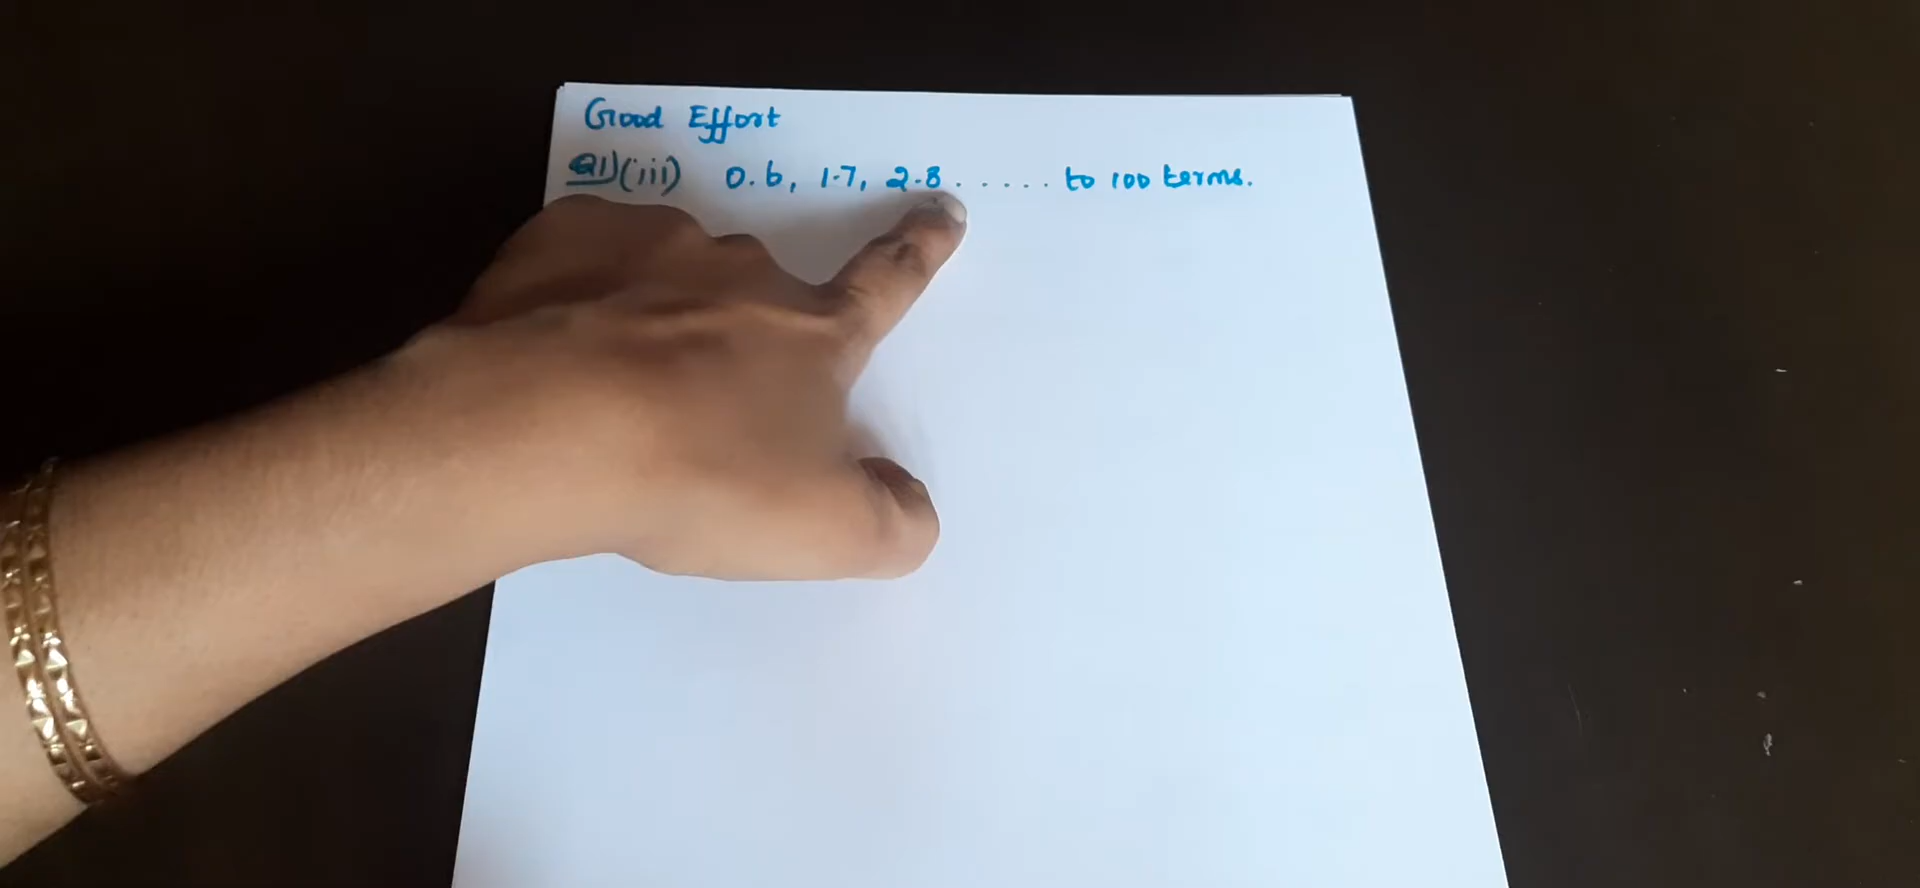 Good Effort
Q1)(iii) 0.6, 1.7, 2.8...... to 100 terms.